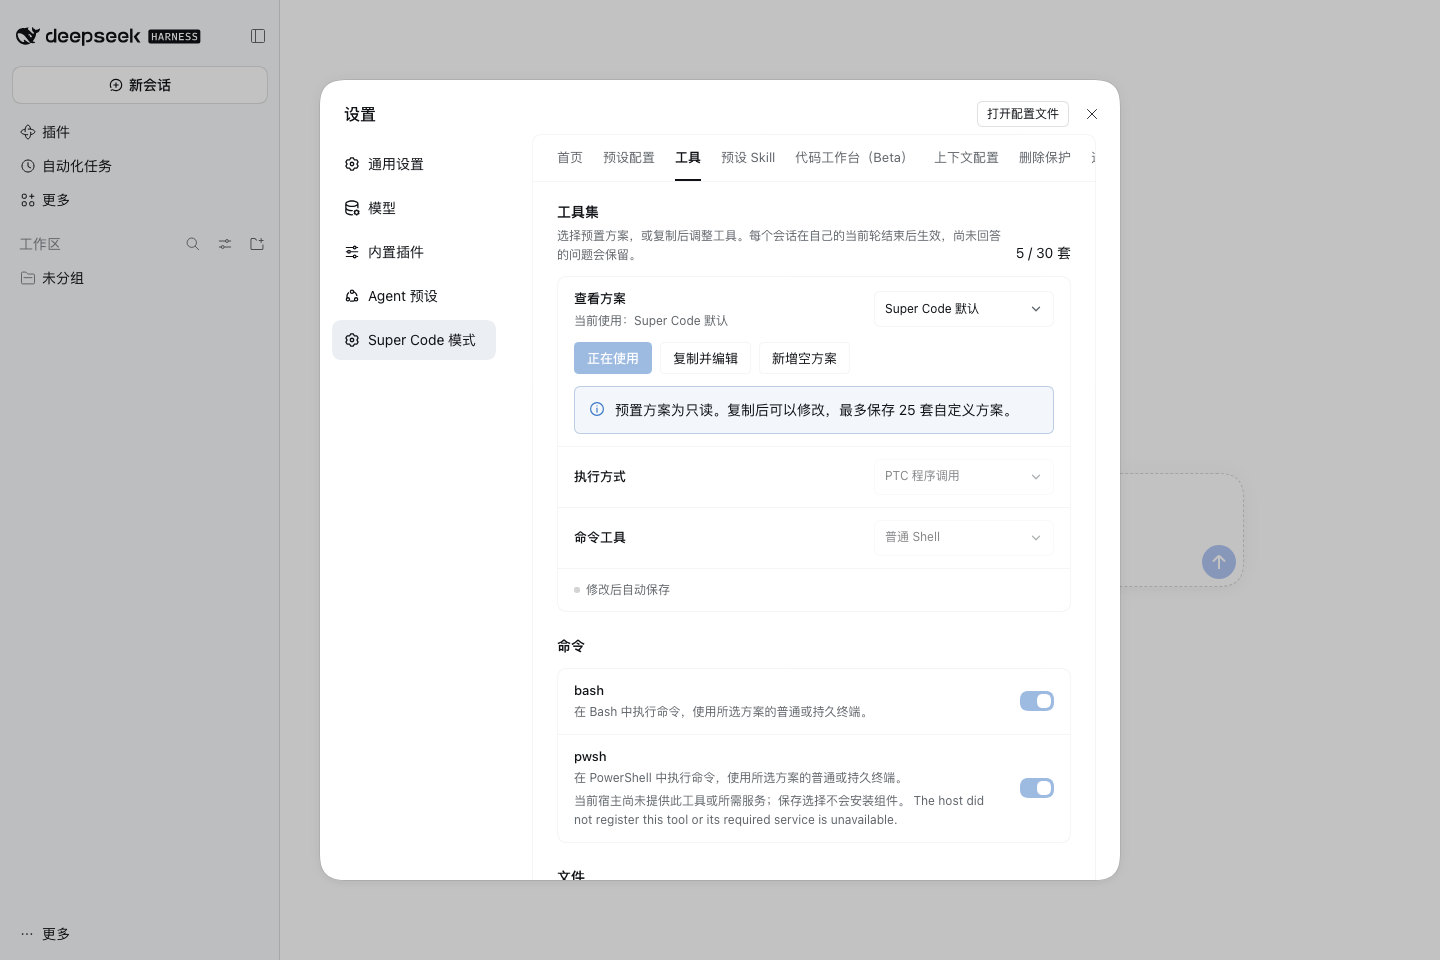 deepseek HARNESS
新会话
插件
自动化任务
更多
工作区
未分组
更多
设置
打开配置文件
通用设置
模型
内置插件
Agent 预设
Super Code 模式
首页 预设配置 工具 预设 Skill 代码工作台（Beta） 上下文配置 删除保护
工具集
选择预置方案，或复制后调整工具。每个会话在自己的当前轮结束后生效，尚未回答
的问题会保留。
5 / 30 套
查看方案
当前使用：Super Code 默认
Super Code 默认
正在使用 复制并编辑 新增空方案
预置方案为只读。复制后可以修改，最多保存 25 套自定义方案。
执行方式
PTC 程序调用
命令工具
普通 Shell
修改后自动保存
命令
bash
在 Bash 中执行命令，使用所选方案的普通或持久终端。
pwsh
在 PowerShell 中执行命令，使用所选方案的普通或持久终端。
当前宿主尚未提供此工具或所需服务；保存选择不会安装组件。 The host did
not register this tool or its required service is unavailable.
文件